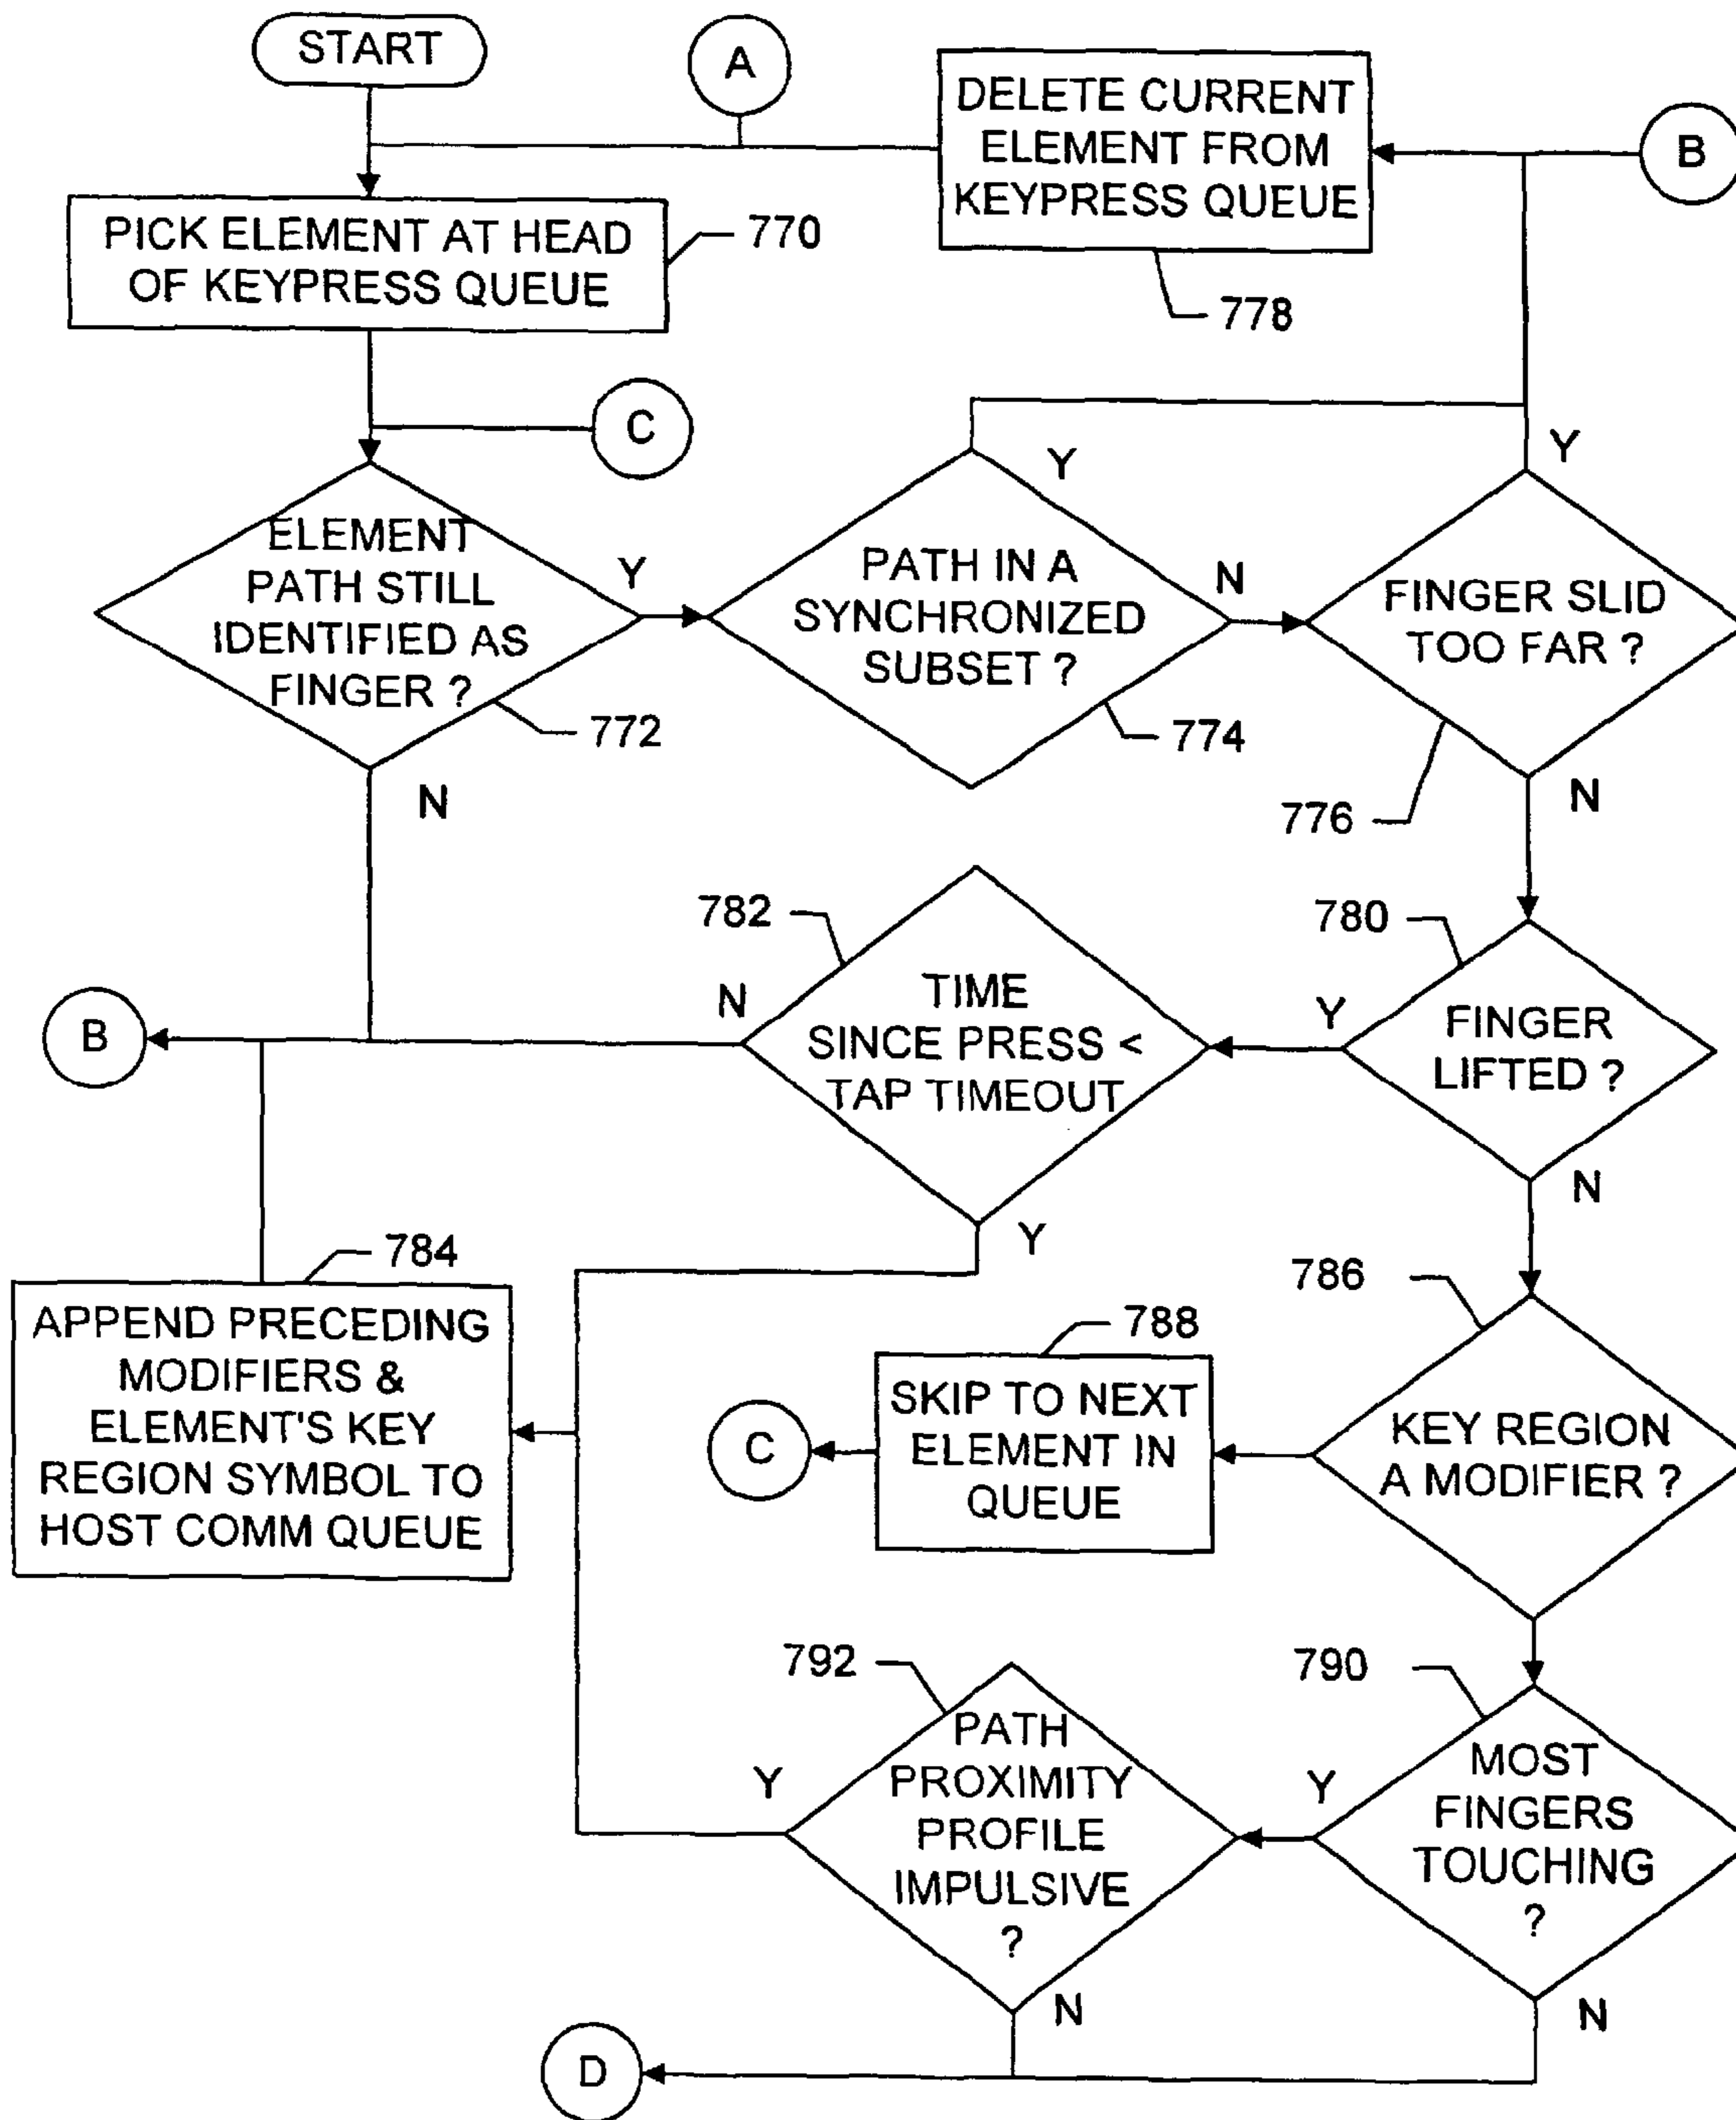 START
A
DELETE CURRENT
ELEMENT FROM
KEYPRESS QUEUE
B
PICK ELEMENT AT HEAD
OF KEYPRESS QUEUE
770
778
C
ELEMENT
PATH STILL
IDENTIFIED AS
FINGER ?
772
Y
N
PATH IN A
SYNCHRONIZED
SUBSET ?
774
Y
N
FINGER SLID
TOO FAR ?
776
Y
N
782
TIME
SINCE PRESS <
TAP TIMEOUT
N
Y
780
FINGER
LIFTED ?
Y
N
B
784
APPEND PRECEDING
MODIFIERS &
ELEMENT'S KEY
REGION SYMBOL TO
HOST COMM QUEUE
786
KEY REGION
A MODIFIER ?
788
SKIP TO NEXT
ELEMENT IN
QUEUE
C
792
PATH
PROXIMITY
PROFILE
IMPULSIVE
?
Y
N
790
MOST
FINGERS
TOUCHING
?
Y
N
D